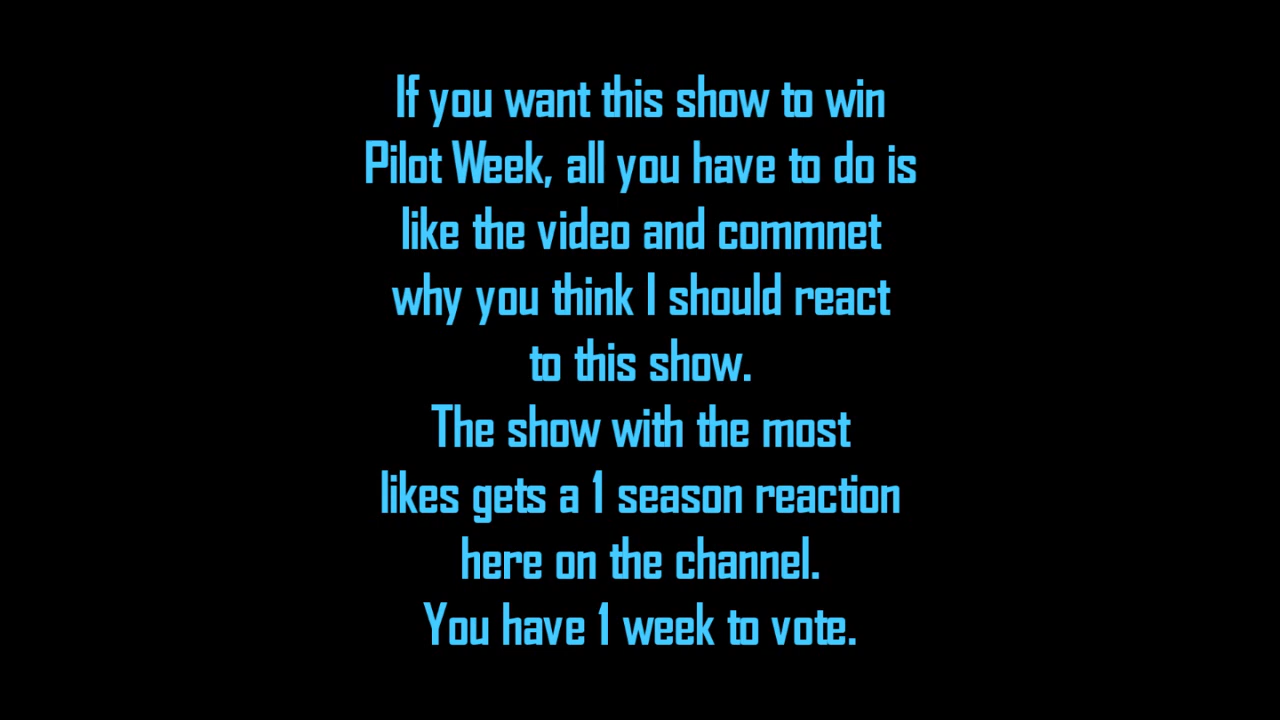 If you want this show to win
Pilot Week, all you have to do is
like the video and commnet
why you think I should react
to this show.
The show with the most
likes gets a 1 season reaction
here on the channel.
You have 1 week to vote.